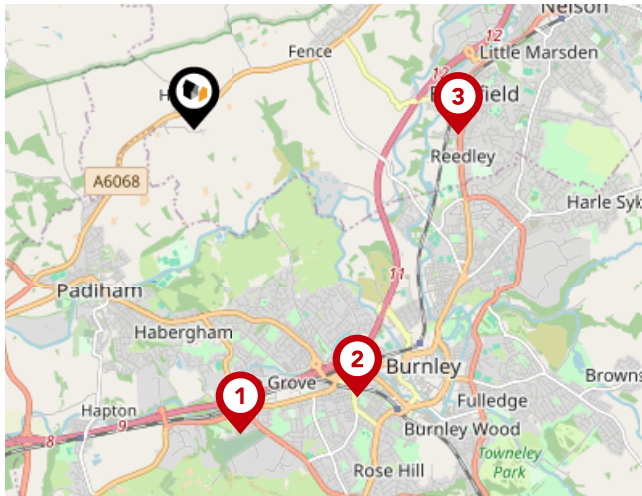 Nelson
12
Fence
Little Marsden
12
H
3
field
Reedley
A6068
Harle Syk
11
Padiham
Habergham
2
Burnley
Browns
1
Grove
Hapton
9
8
Fulledge
Burnley Wood
Towneley
Park
Rose Hill